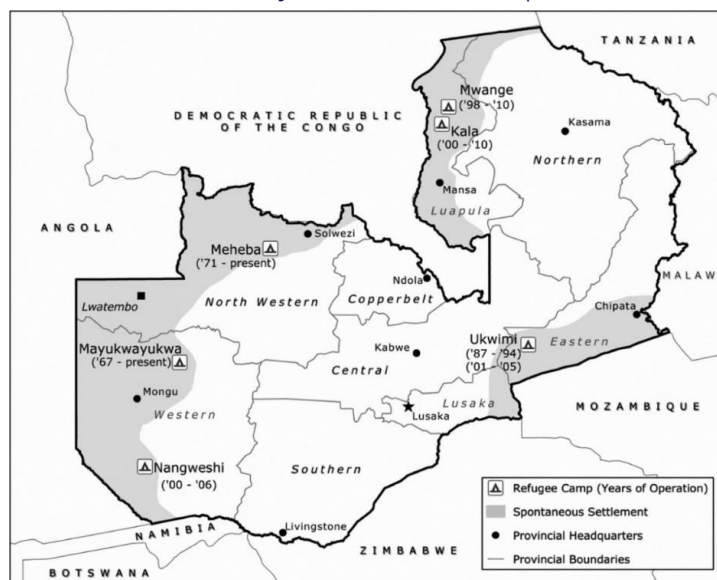 TANZANIA
DEMOCRATIC REPUBLIC
OF THE CONGO
Mwange
('98 - '10)
Kala
('00 - '10)
Kasama
Northern
Mansa
Luapula
ANGOLA
Solwezi
Meheba
('71 - present)
Ndola
Copperbelt
North Western
MALAW
Lwatembo
Chipata
Mayukwayukwa
('67 - present)
Kabwe
Ukwimi
('87 - '94)
('01 - '05)
Eastern
Central
Mongu
Western
Lusaka
Lusaka
MOZAMBIQUE
Nangweshi
('00 - '06)
Southern
Livingstone
NAMIBIA
ZIMBABWE
BOTSWANA
Refugee Camp (Years of Operation)
Spontaneous Settlement
Provincial Headquarters
Provincial Boundaries